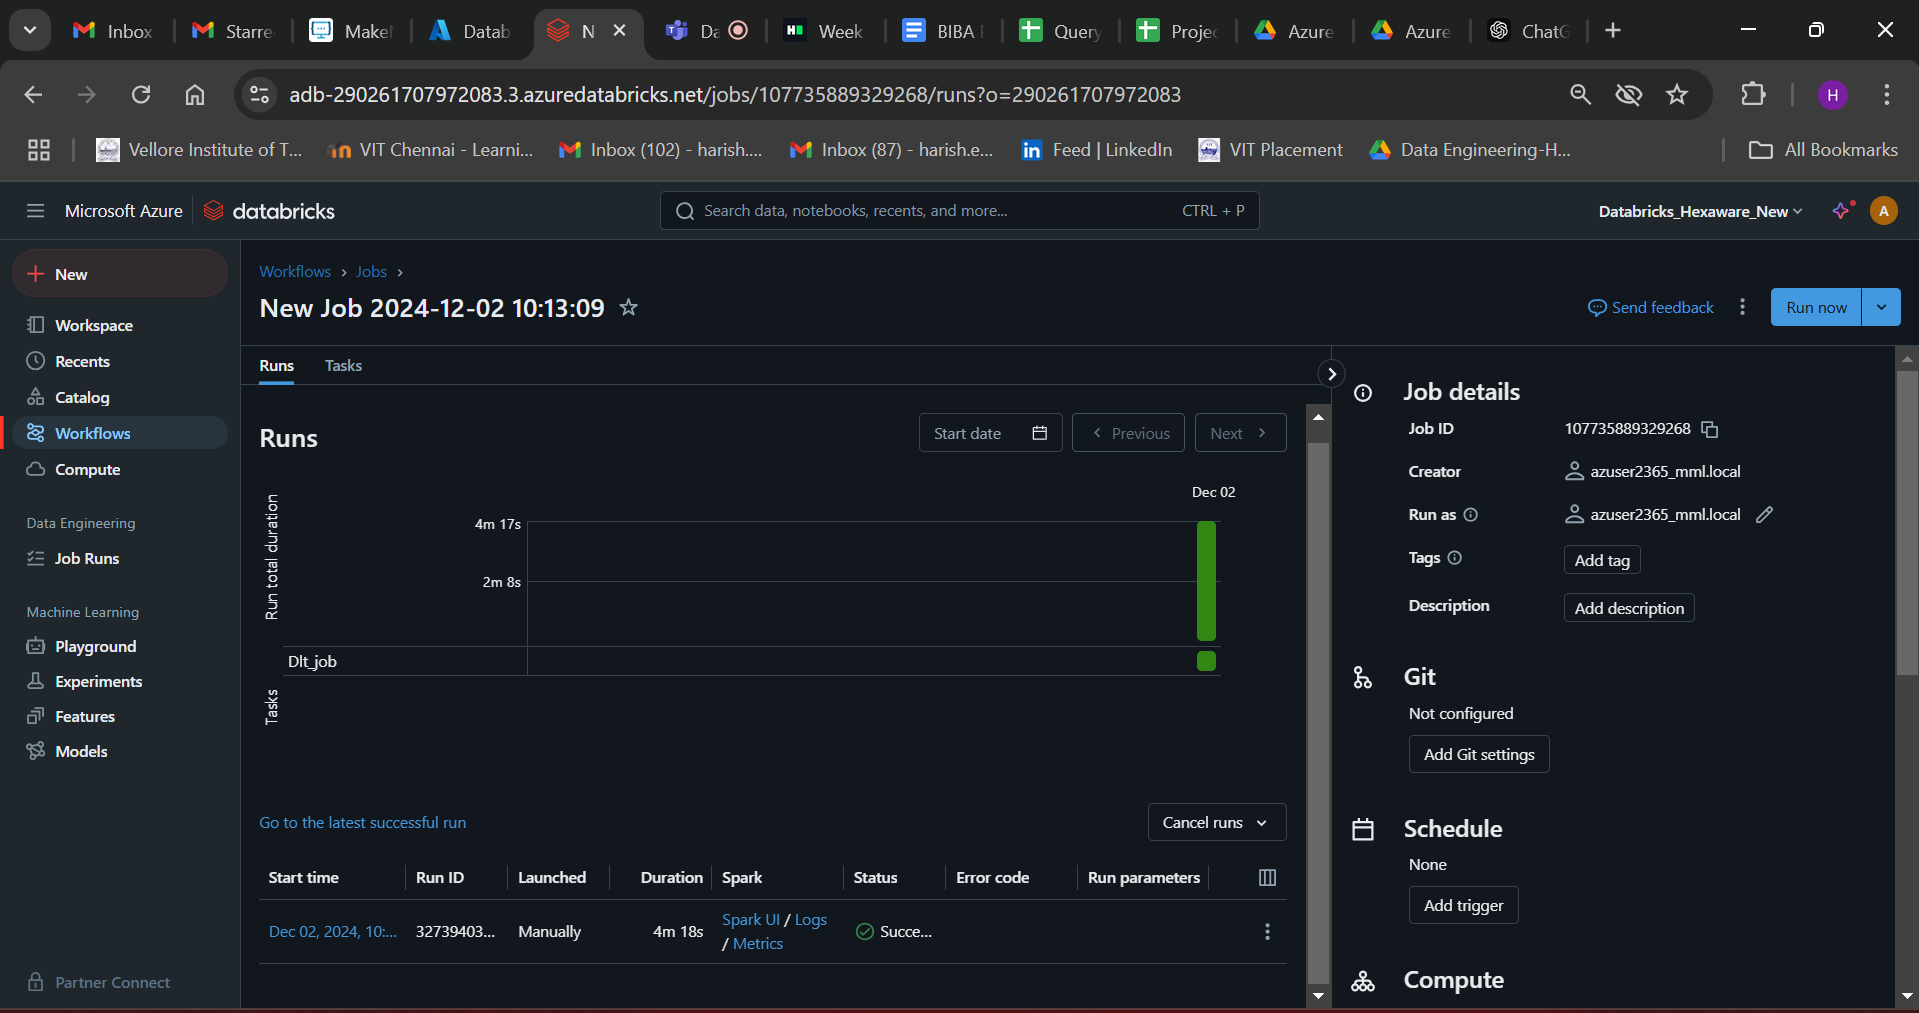 Inbox
Starre
Make
Datab
N
Da
Week
BIBA
Query
Projec
Azure
Azure
ChatG
adb-290261707972083.3.azuredatabricks.net/jobs/107735889329268/runs?o=290261707972083
H
Vellore Institute of T...
VIT Chennai - Learni...
Inbox (102) - harish....
Inbox (87) - harish.e...
Feed | LinkedIn
VIT Placement
Data Engineering-H...
All Bookmarks
Microsoft Azure
databricks
Search data, notebooks, recents, and more...
CTRL + P
Databricks_Hexaware_New
A
New
Workspace
Recents
Catalog
Workflows
Compute
Data Engineering
Job Runs
Machine Learning
Playground
Experiments
Features
Models
Partner Connect
Workflows › Jobs ›
New Job 2024-12-02 10:13:09
Send feedback
Run now
Runs
Tasks
Runs
Start date
Previous
Next
Dec 02
Run total duration
4m 17s
2m 8s
Dlt_job
Tasks
Go to the latest successful run
Cancel runs
Start time
Run ID
Launched
Duration
Spark
Status
Error code
Run parameters
Dec 02, 2024, 10:...
32739403...
Manually
4m 18s
Spark UI / Logs
/ Metrics
Succe...
Job details
Job ID
107735889329268
Creator
azuser2365_mml.local
Run as
azuser2365_mml.local
Tags
Add tag
Description
Add description
Git
Not configured
Add Git settings
Schedule
None
Add trigger
Compute